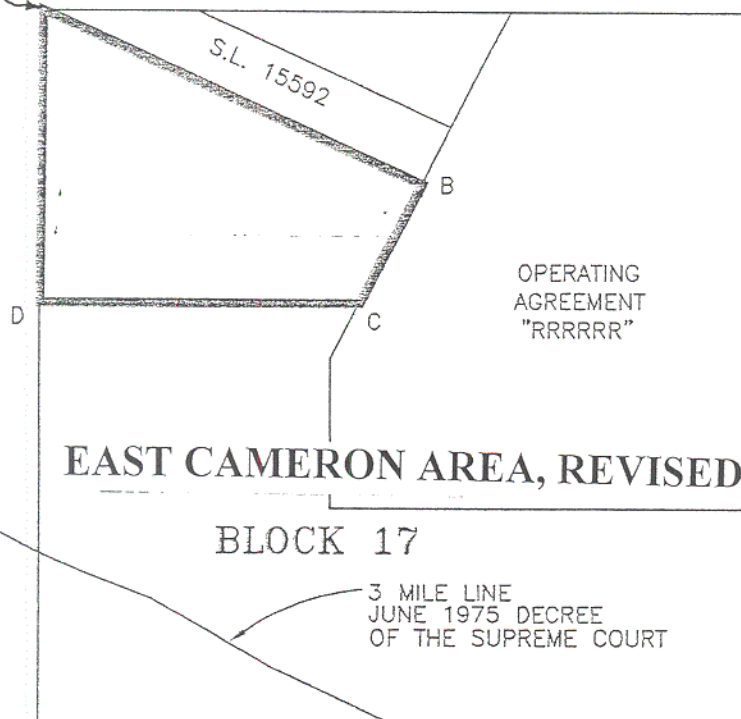 S.L. 15592
B
OPERATING
AGREEMENT
"RRRRRR"
D
C
EAST CAMERON AREA, REVISED
BLOCK 17
3 MILE LINE
JUNE 1975 DECREE
OF THE SUPREME COURT